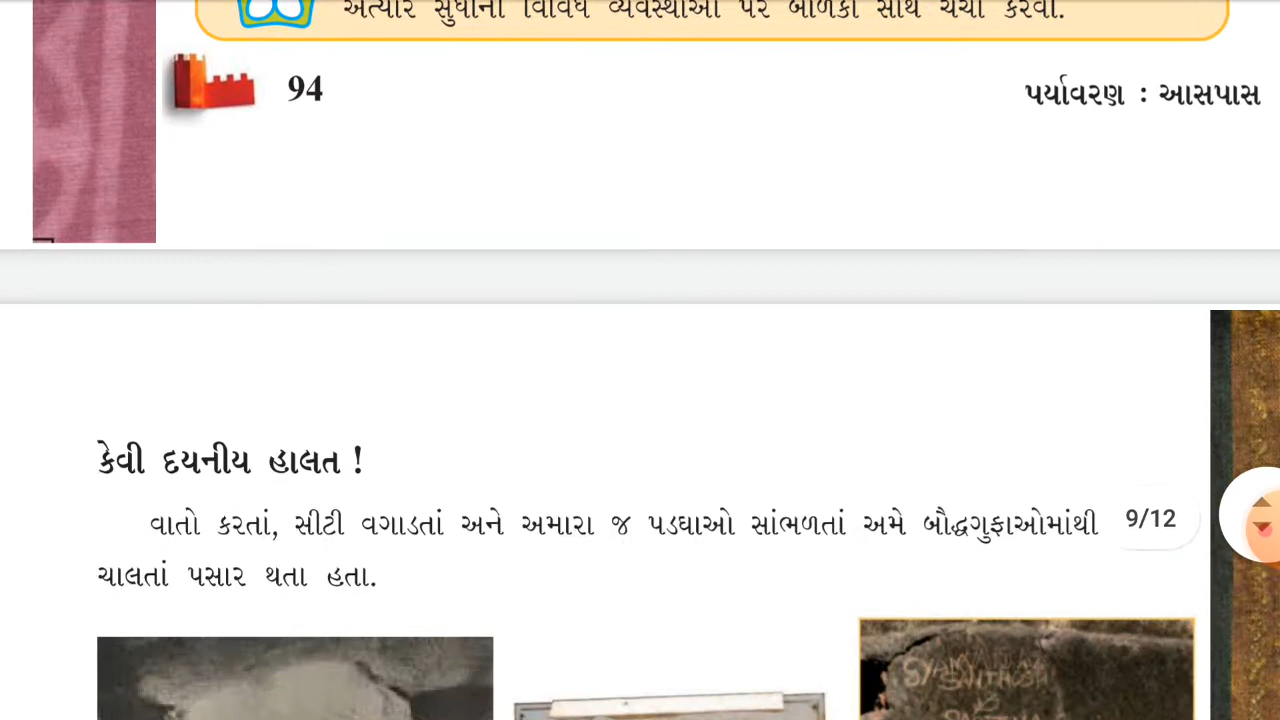 અત્યાર સુધીની વિવિધ વ્યવસ્થાઓ પર બાળકો સાથે ચર્ચા કરવી.
94
પર્યાવરણ : આસપાસ
કેવી દયનીય હાલત !
વાતો કરતાં, સીટી વગાડતાં અને અમારા જ પડઘાઓ સાંભળતાં અમે બૌદ્ધગુફાઓમાંથી
9/12
ચાલતાં પસાર થતા હતા.